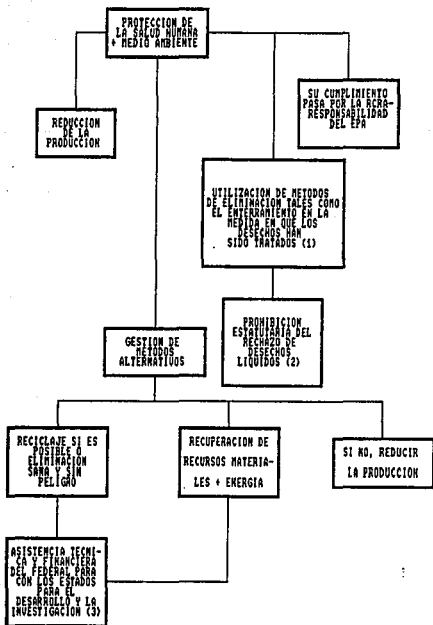 PROTECCION DE
LA SALUD HUMANA
+ MEDIO AMBIENTE
REDUCCION
DE LA
PRODUCCION
SU CUMPLIMIENTO
PASA POR LA RCRA-
RESPONSABILIDAD
DEL EPA
UTILIZACION DE METODOS
DE ELIMINACION TALES COMO
EL ENTERRAMIENTO EN LA
MEDIDA EN QUE LOS
DESECHOS HAN
SIDO TRATADOS (1)
PROHIBICION
ESTATUTARIA DEL
RECHAZO DE
DESECHOS
LIQUIDOS (2)
GESTION DE
METODOS
ALTERNATIVOS
RECICLAJE SI ES
POSIBLE O
ELIMINACION
SANA Y SIN
PELIGRO
RECUPERACION DE
RECURSOS MATERIA-
LES + ENERGIA
SI NO, REDUCIR
LA PRODUCCION
ASISTENCIA TECNI-
CA Y FINANCIERA
DEL FEDERAL PARA
CON LOS ESTADOS
PARA EL
DESARROLLO Y LA
INVESTIGACION (3)